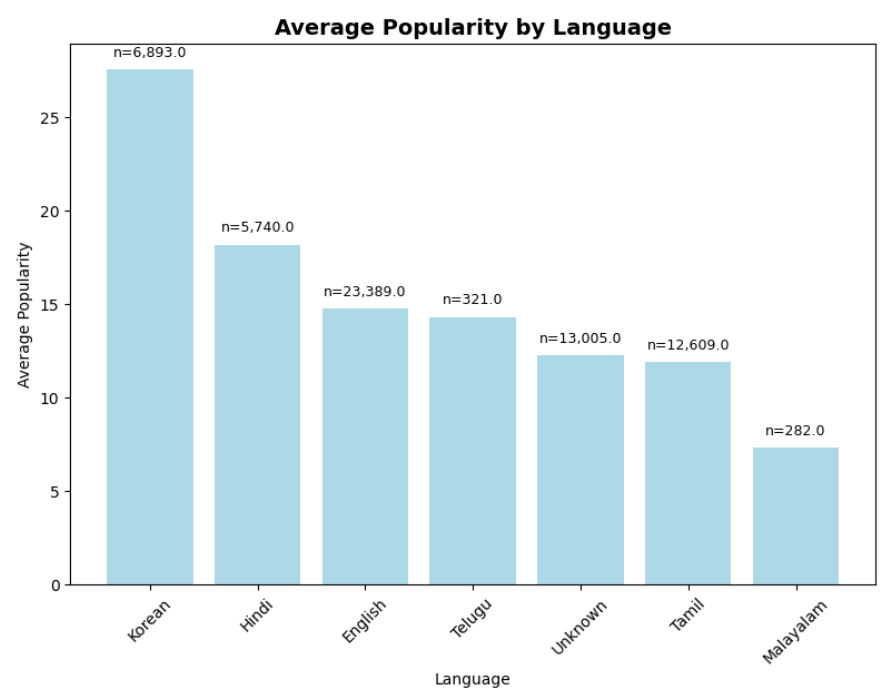 Average Popularity by Language
n=6,893.0
n=5,740.0
n=23,389.0
n=321.0
n=13,005.0
n=12,609.0
n=282.0
25
20
15
10
5
0
Average Popularity
Korean
Hindi
English
Telugu
Unknown
Tamil
Malayalam
Language